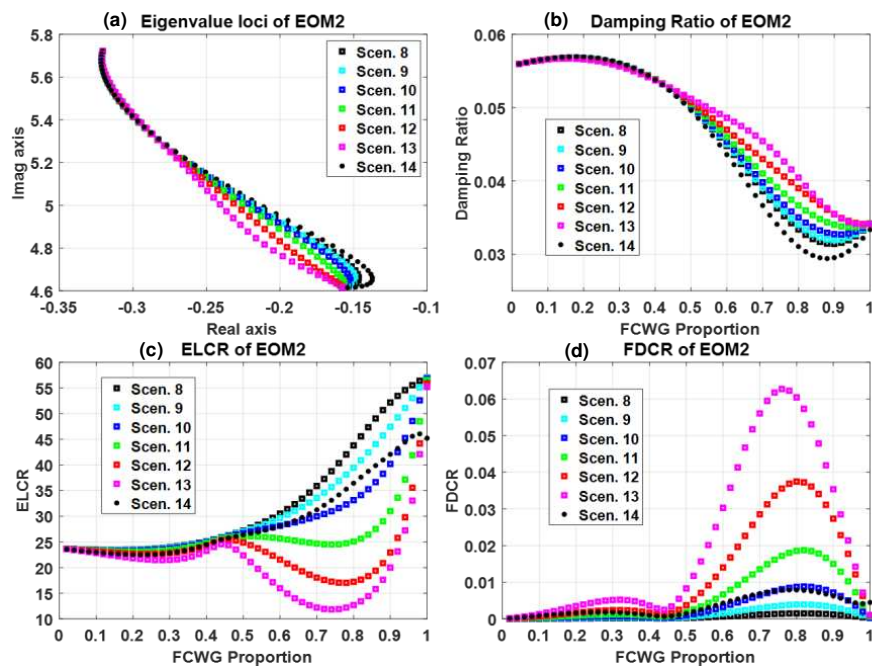 (a) Eigenvalue loci of EOM2
5.8
5.6
5.4
5.2
5
4.8
4.6
Imag axis
-0.35
-0.3
-0.25
-0.2
-0.15
-0.1
Real axis
Scen. 8
Scen. 9
Scen. 10
Scen. 11
Scen. 12
Scen. 13
Scen. 14
(b) Damping Ratio of EOM2
0.06
0.05
0.04
0.03
Damping Ratio
0 0.1 0.2 0.3 0.4 0.5 0.6 0.7 0.8 0.9 1
FCWG Proportion
Scen. 8
Scen. 9
Scen. 10
Scen. 11
Scen. 12
Scen. 13
Scen. 14
(c) ELCR of EOM2
60
55
50
45
40
35
30
25
20
15
10
ELCR
0 0.1 0.2 0.3 0.4 0.5 0.6 0.7 0.8 0.9 1
FCWG Proportion
Scen. 8
Scen. 9
Scen. 10
Scen. 11
Scen. 12
Scen. 13
Scen. 14
(d) FDCR of EOM2
0.07
0.06
0.05
0.04
0.03
0.02
0.01
0
FDCR
0 0.1 0.2 0.3 0.4 0.5 0.6 0.7 0.8 0.9 1
FCWG Proportion
Scen. 8
Scen. 9
Scen. 10
Scen. 11
Scen. 12
Scen. 13
Scen. 14